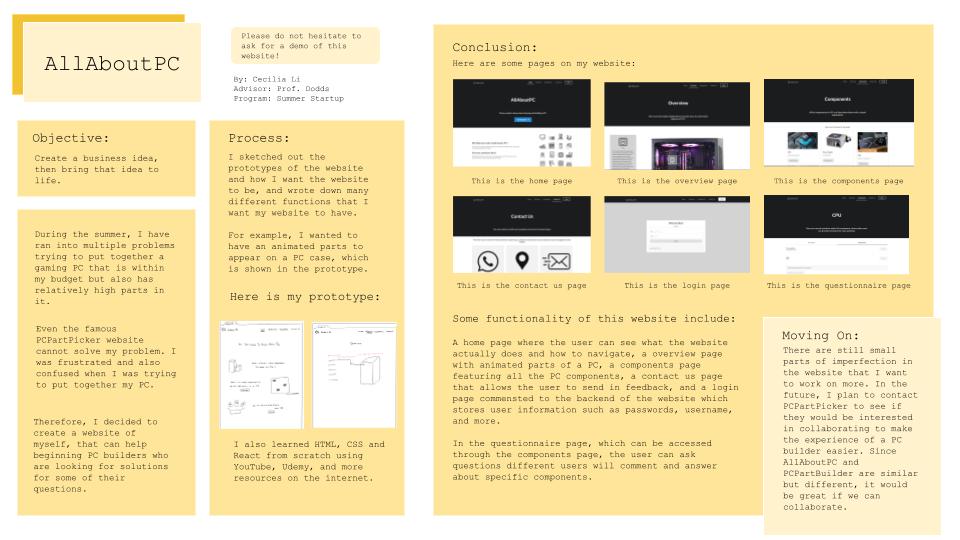 AllAboutPC
Please do not hesitate to
ask for a demo of this
website!
By: Cecilia Li
Advisor: Prof. Dodds
Program: Summer Startup
Objective:
Create a business idea,
then bring that idea to
life.
During the summer, I have
ran into multiple problems
trying to put together a
gaming PC that is within
my budget but also has
relatively high parts in
it.
Even the famous
PCPartPicker website
cannot solve my problem. I
was frustrated and also
confused when I was trying
to put together my PC.
Therefore, I decided to
create a website of
myself, that can help
beginning PC builders who
are looking for solutions
for some of their
questions.
Process:
I sketched out the
prototypes of the website
and how I want the website
to be, and wrote down many
different functions that I
want my website to have.
For example, I wanted to
have an animated parts to
appear on a PC case, which
is shown in the prototype.
Here is my prototype:
I also learned HTML, CSS and
React from scratch using
YouTube, Udemy, and more
resources on the internet.
Conclusion:
Here are some pages on my website:
AllAboutPC
This is the home page
Overview
This is the overview page
Components
This is the components page
Contact Us
This is the contact us page
This is the login page
CPU
This is the questionnaire page
Some functionality of this website include:
A home page where the user can see what the website
actually does and how to navigate, a overview page
with animated parts of a PC, a components page
featuring all the PC components, a contact us page
that allows the user to send in feedback, and a login
page commensted to the backend of the website which
stores user information such as passwords, username,
and more.
In the questionnaire page, which can be accessed
through the components page, the user can ask
questions different users will comment and answer
about specific components.
Moving On:
There are still small
parts of imperfection in
the website that I want
to work on more. In the
future, I plan to contact
PCPartPicker to see if
they would be interested
in collaborating to make
the experience of a PC
builder easier. Since
AllAboutPC and
PCPartBuilder are similar
but different, it would
be great if we can
collaborate.